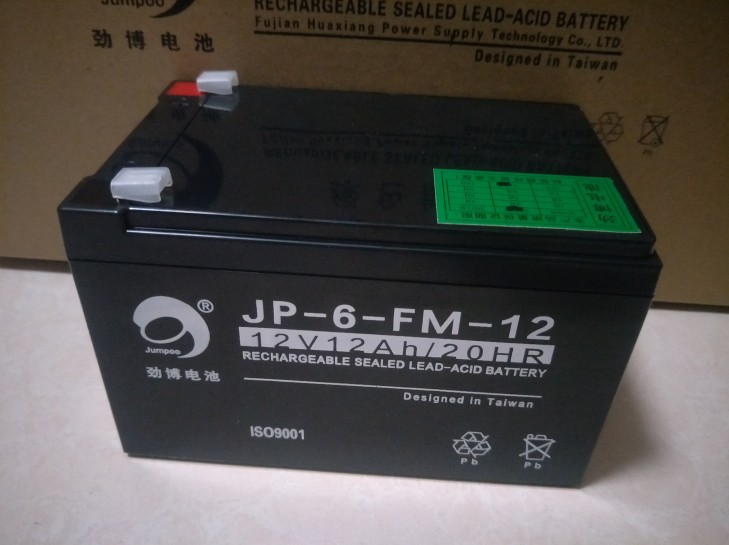 Jumpoo
劲博电池
RECHARGEABLE SEALED LEAD-ACID BATTERY
Fujian Huaxiang Power Supply Technology Co., LTD.
Designed in Taiwan
Pb
®
Jumpoo
劲博电池
JP-6-FM-12
12V12Ah/20HR
RECHARGEABLE SEALED LEAD-ACID BATTERY
Designed in Taiwan
ISO9001
Pb
Pb